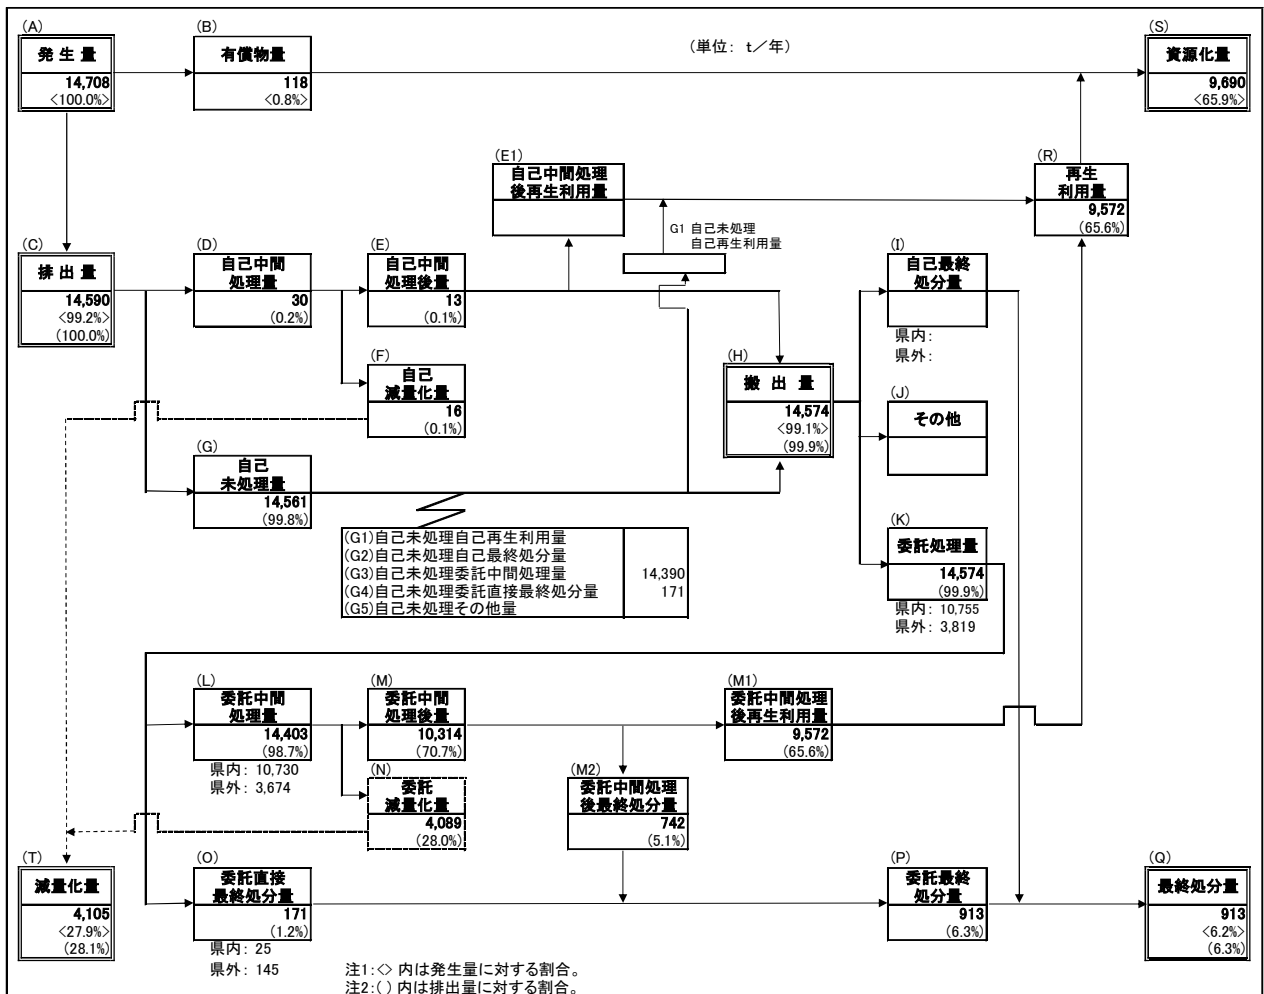 (A)
発生量
14,708
<100.0%>
(B)
有償物量
118
<0.8%>
(単位： t／年)
(S)
資源化量
9,690
<65.9%>
(E1)
自己中間処理
後再生利用量
(R)
再生
利用量
9,572
(65.6%)
G1 自己未処理
自己再生利用量
(C)
排出量
14,590
<99.2%>
(100.0%)
(D)
自己中間
処理量
30
(0.2%)
(E)
自己中間
処理後量
13
(0.1%)
(I)
自己最終
処分量
県内：
県外：
(F)
自己
減量化量
16
(0.1%)
(H)
搬出量
14,574
<99.1%>
(99.9%)
(J)
その他
(G)
自己
未処理量
14,561
(99.8%)
(G1)自己未処理自己再生利用量
(G2)自己未処理自己最終処分量
(G3)自己未処理委託中間処理量 14,390
(G4)自己未処理委託直接最終処分量 171
(G5)自己未処理その他量
(K)
委託処理量
14,574
(99.9%)
県内： 10,755
県外： 3,819
(L)
委託中間
処理量
14,403
(98.7%)
県内： 10,730
県外： 3,674
(M)
委託中間
処理後量
10,314
(70.7%)
(M1)
委託中間処理
後再生利用量
9,572
(65.6%)
(N)
委託
減量化量
4,089
(28.0%)
(M2)
委託中間処理
後最終処分量
742
(5.1%)
(T)
減量化量
4,105
<27.9%>
(28.1%)
(O)
委託直接
最終処分量
171
(1.2%)
県内： 25
県外： 145
(P)
委託最終
処分量
913
(6.3%)
(Q)
最終処分量
913
<6.2%>
(6.3%)
注1：<> 内は発生量に対する割合。
注2：( ) 内は排出量に対する割合。